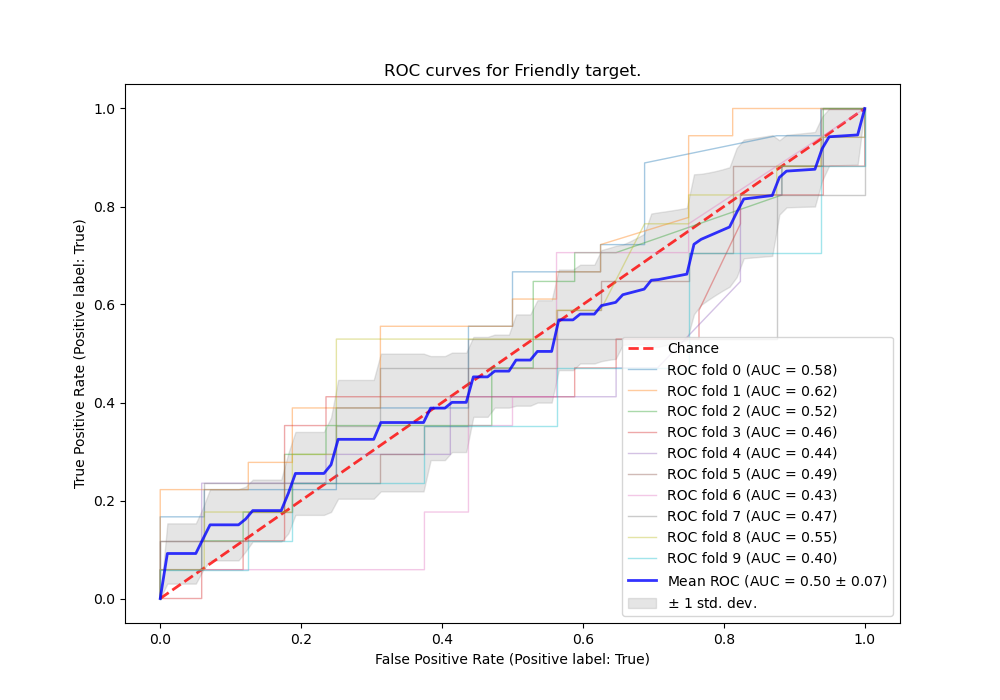 ROC curves for Friendly target.
True Positive Rate (Positive label: True)
1.0
0.8
0.6
0.4
0.2
0.0
0.0 0.2 0.4 0.6 0.8 1.0
False Positive Rate (Positive label: True)
Chance
ROC fold 0 (AUC = 0.58)
ROC fold 1 (AUC = 0.62)
ROC fold 2 (AUC = 0.52)
ROC fold 3 (AUC = 0.46)
ROC fold 4 (AUC = 0.44)
ROC fold 5 (AUC = 0.49)
ROC fold 6 (AUC = 0.43)
ROC fold 7 (AUC = 0.47)
ROC fold 8 (AUC = 0.55)
ROC fold 9 (AUC = 0.40)
Mean ROC (AUC = 0.50 ± 0.07)
± 1 std. dev.